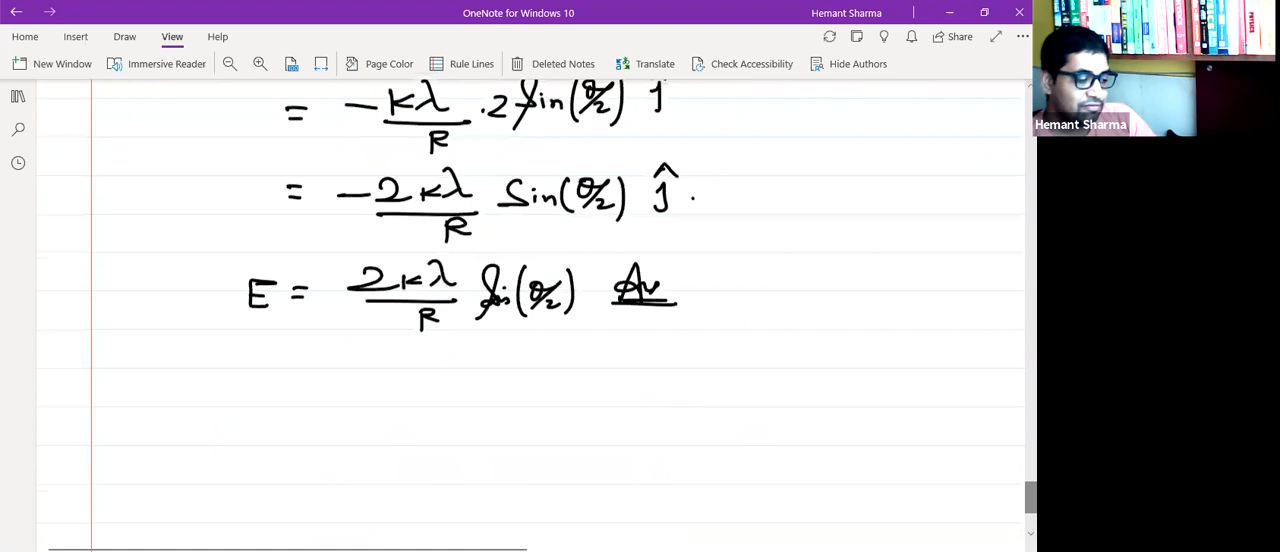 OneNote for Windows 10
Hemant Sharma
Home Insert Draw View Help
Share
New Window Immersive Reader Page Color Rule Lines Deleted Notes Translate Check Accessibility Hide Authors
= -Kλ/R · 2 Sin(θ/2) ĵ
= -2Kλ/R Sin(θ/2) ĵ.
E = 2Kλ/R Sin(θ/2) Ans
Hemant Sharma